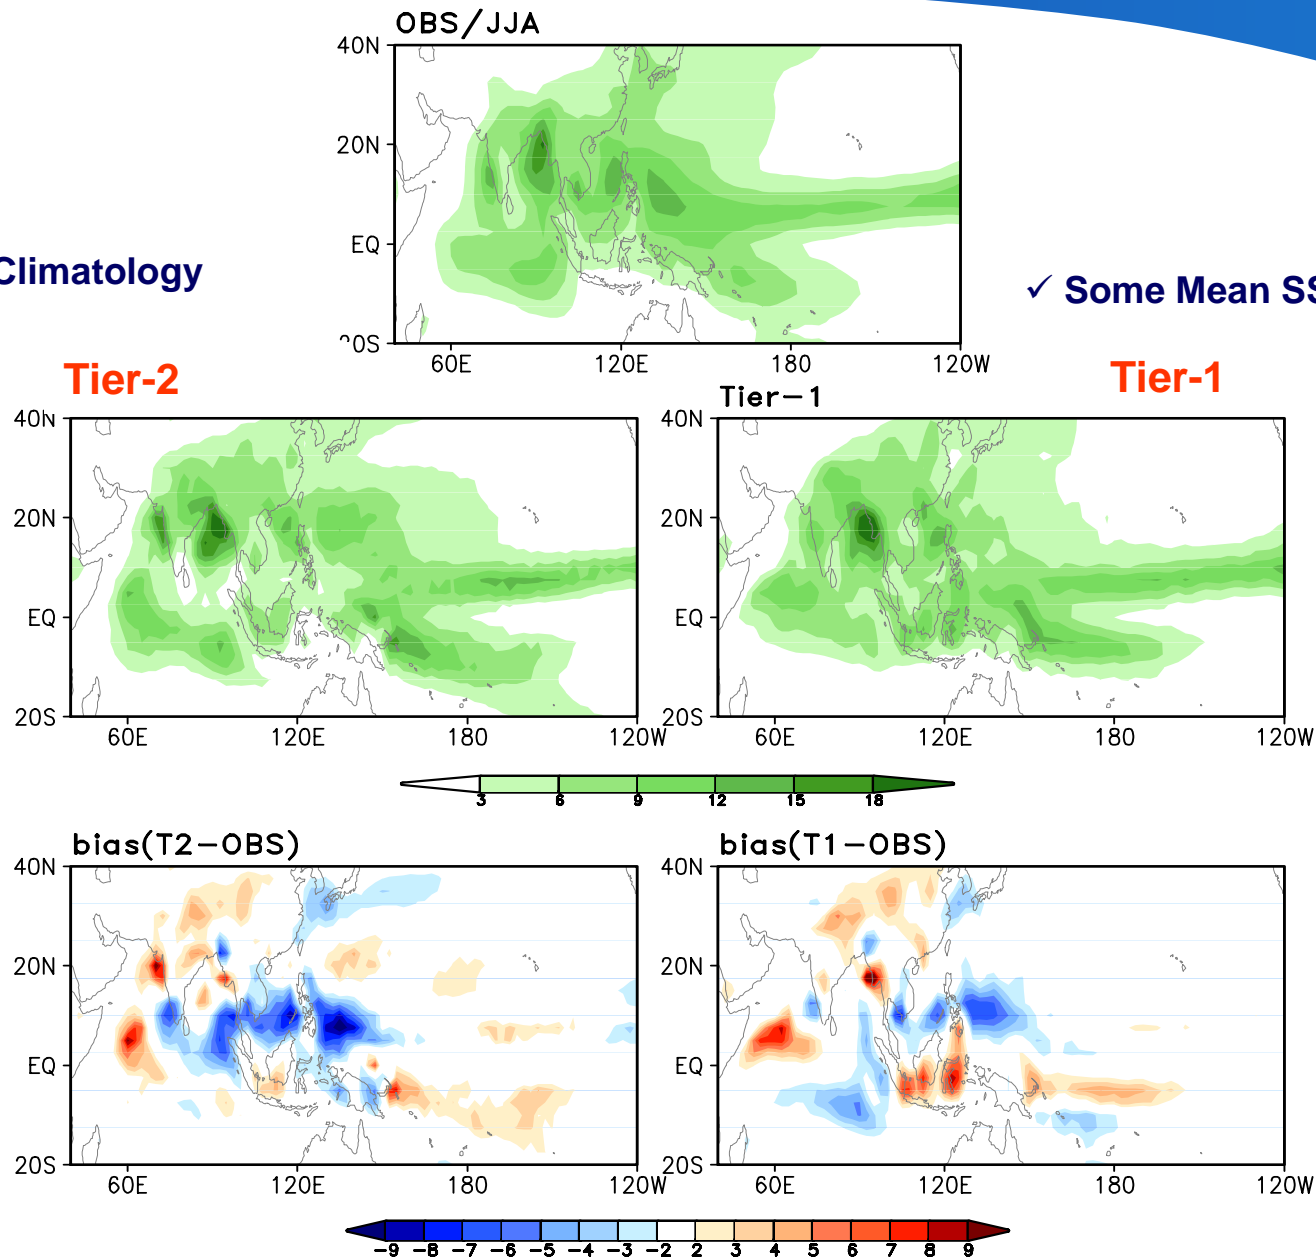 OBS/JJA
40N
20N
EQ
0S
60E 120E 180 120W
Climatology
✓ Some Mean
Tier-2
Tier-1
Tier-1
40N
20N
EQ
20S
60E 120E 180 120W
40N
20N
EQ
20S
60E 120E 180 120W
3 6 9 12 15 18
bias(T2-OBS)
40N
20N
EQ
20S
60E 120E 180 120W
bias(T1-OBS)
40N
20N
EQ
20S
60E 120E 180 120W
-9 -8 -7 -6 -5 -4 -3 -2 2 3 4 5 6 7 8 9